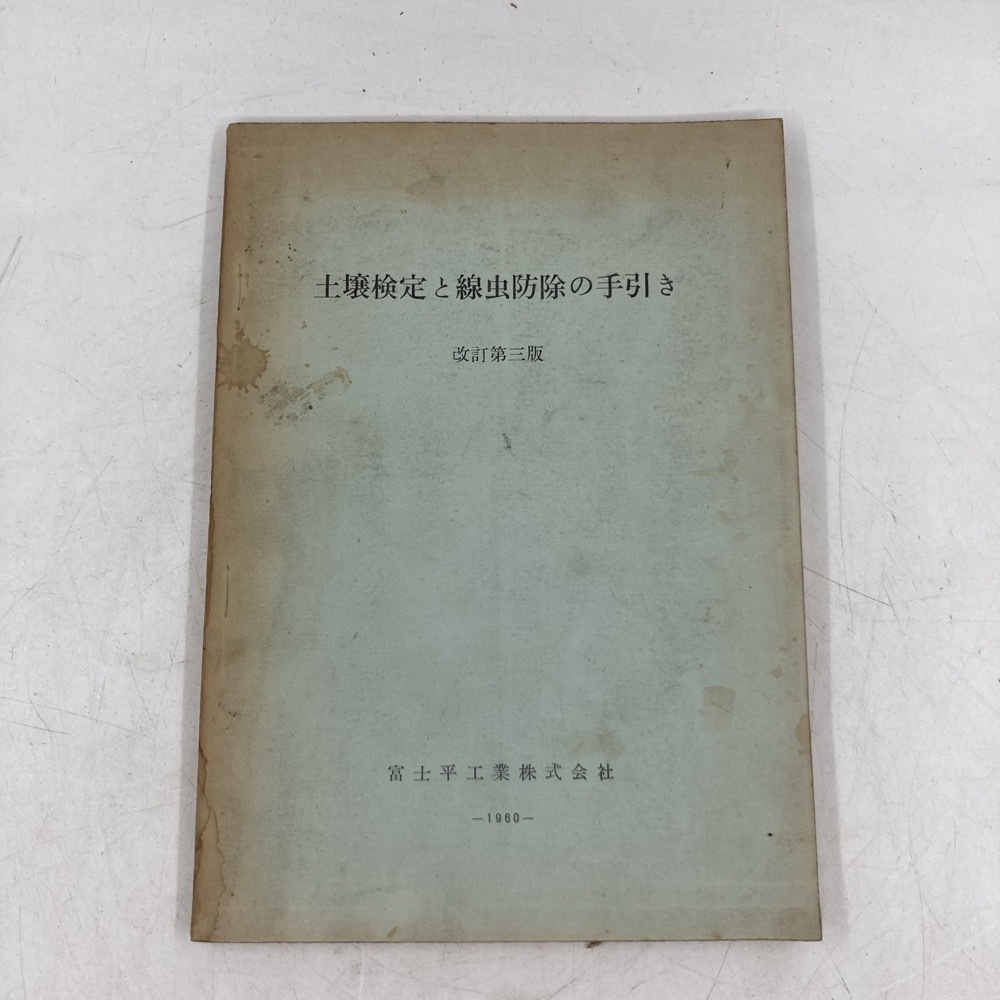 土壌検定と線虫防除の手引き
改訂第三版
富士平工業株式会社
—1960—